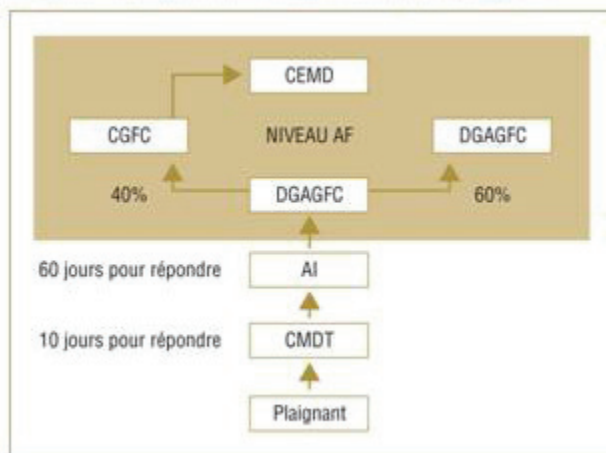 CEMD
CGFC NIVEAU AF DGAGFC
40% DGAGFC 60%
60 jours pour répondre AI
10 jours pour répondre CMDT
Plaignant